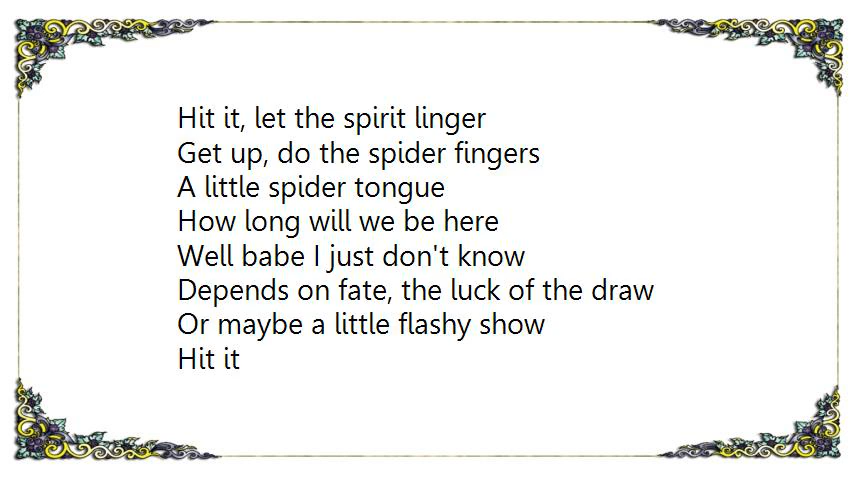 Hit it, let the spirit linger
Get up, do the spider fingers
A little spider tongue
How long will we be here
Well babe I just don't know
Depends on fate, the luck of the draw
Or maybe a little flashy show
Hit it